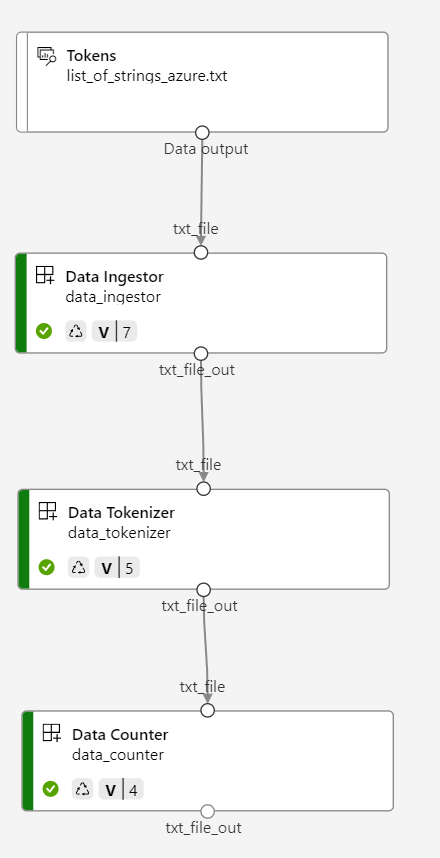 Tokens
list_of_strings_azure.txt
Data output
txt_file
Data Ingestor
data_ingestor
V 7
txt_file_out
txt_file
Data Tokenizer
data_tokenizer
V 5
txt_file_out
txt_file
Data Counter
data_counter
V 4
txt_file_out